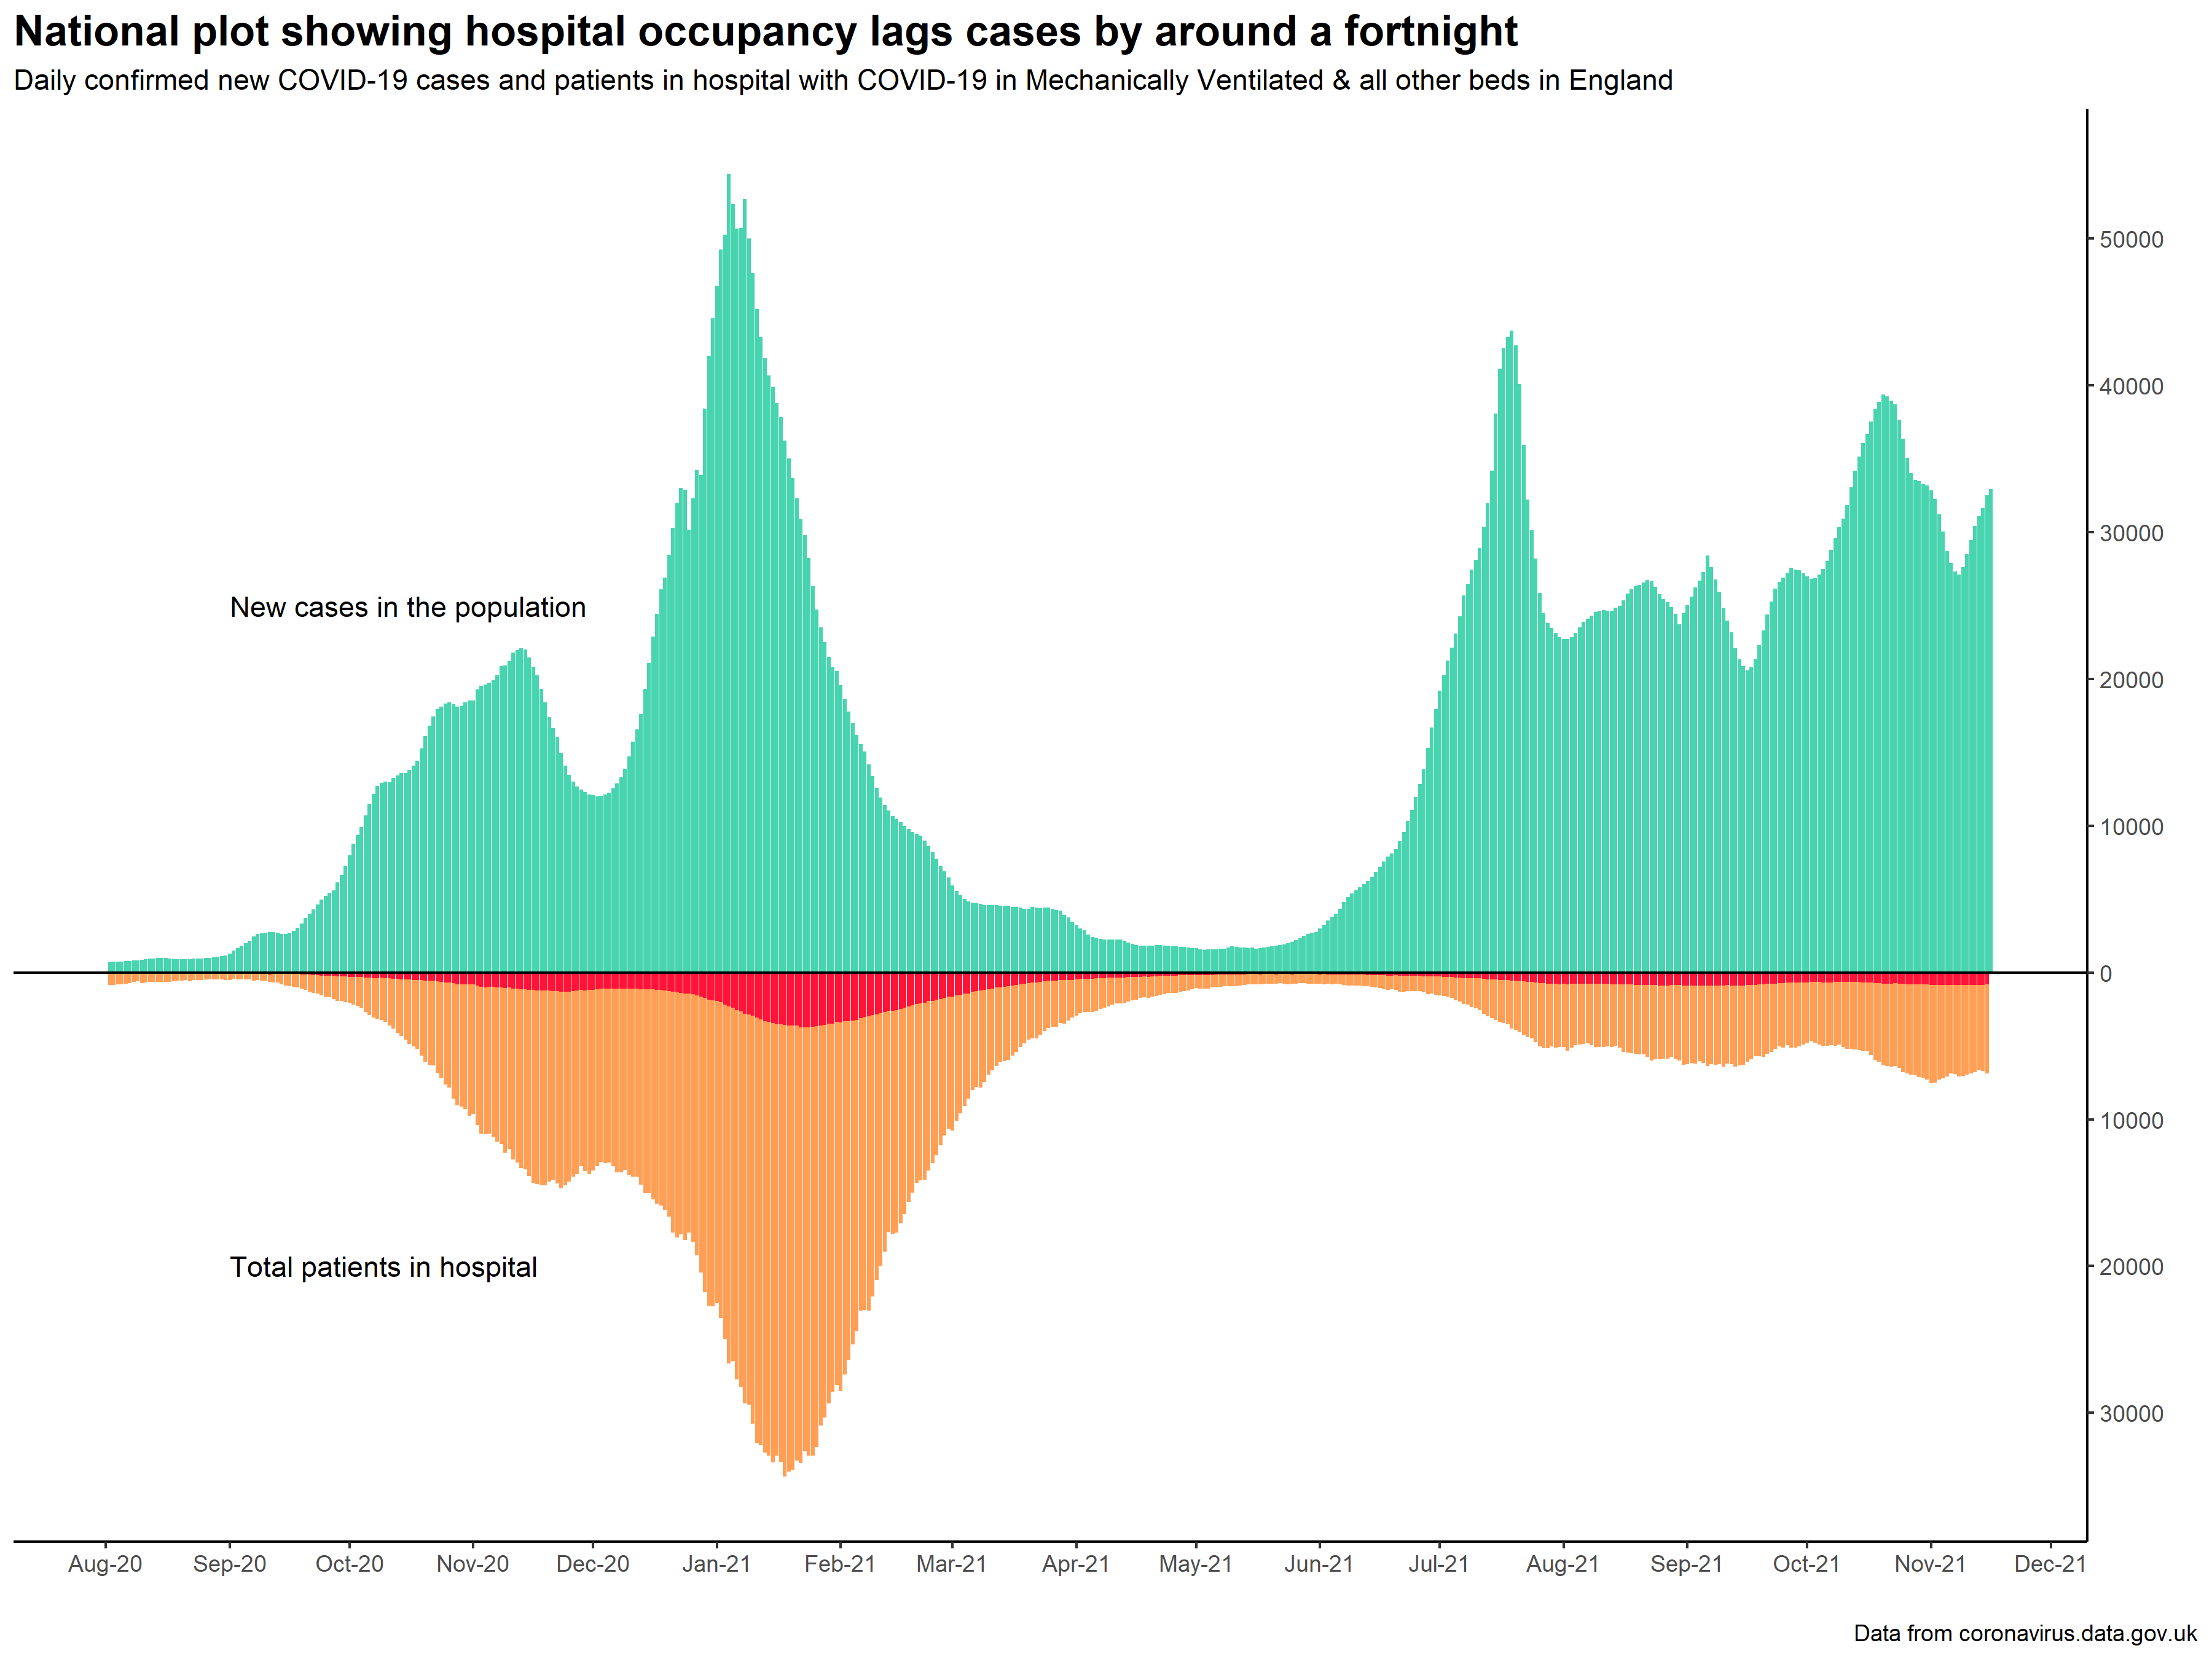 National plot showing hospital occupancy lags cases by around a fortnight
Daily confirmed new COVID-19 cases and patients in hospital with COVID-19 in Mechanically Ventilated & all other beds in England
50000
40000
30000
New cases in the population
20000
10000
0
10000
Total patients in hospital
20000
30000
Aug-20 Sep-20 Oct-20 Nov-20 Dec-20 Jan-21 Feb-21 Mar-21 Apr-21 May-21 Jun-21 Jul-21 Aug-21 Sep-21 Oct-21 Nov-21 Dec-21
Data from coronavirus.data.gov.uk